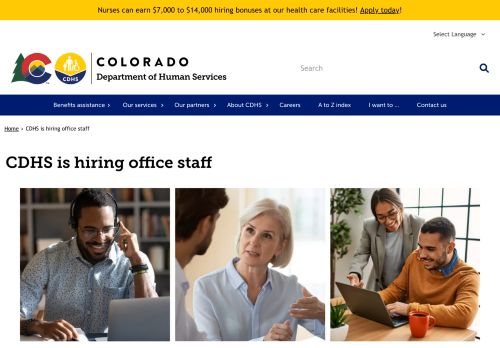 Nurses can earn $7,000 to $14,000 hiring bonuses at our health care facilities! Apply today!
Select Language
COLORADO
CDHS
Department of Human Services
Search
Benefits assistance › Our services › Our partners › About CDHS › Careers A to Z index I want to ... Contact us
Home › CDHS is hiring office staff
CDHS is hiring office staff